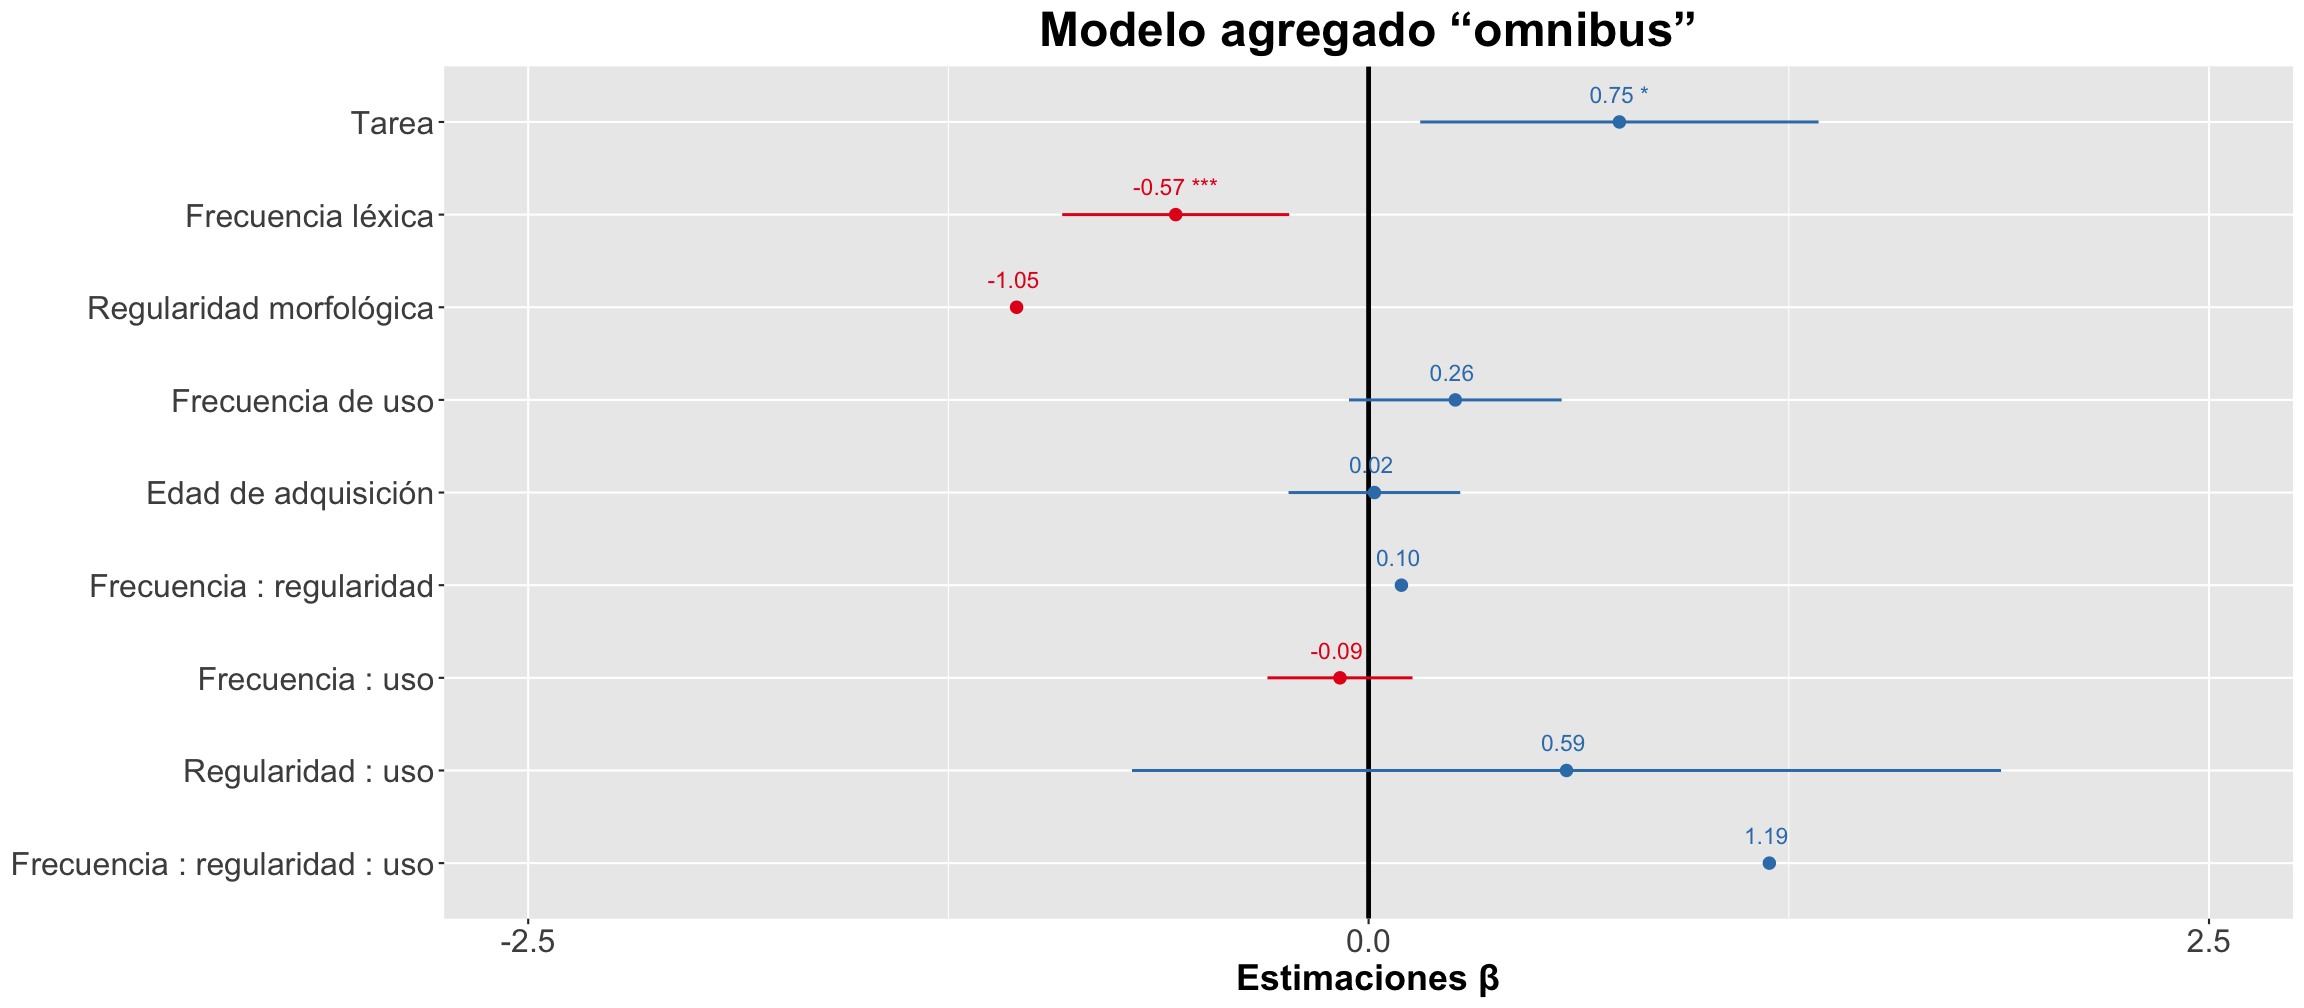 Modelo agregado “omnibus”
Tarea
0.75 *
Frecuencia léxica
-0.57 ***
Regularidad morfológica
-1.05
Frecuencia de uso
0.26
Edad de adquisición
0.02
Frecuencia : regularidad
0.10
Frecuencia : uso
-0.09
Regularidad : uso
0.59
Frecuencia : regularidad : uso
1.19
-2.5
0.0
2.5
Estimaciones β